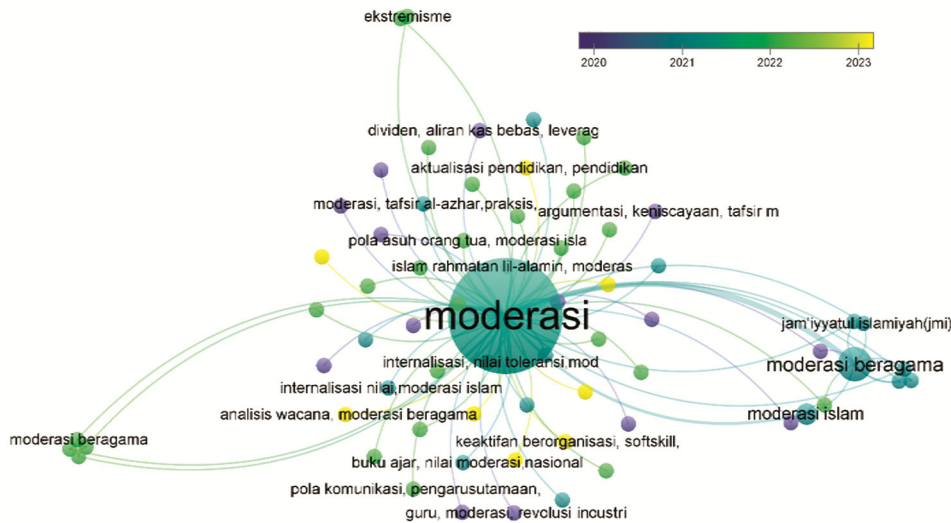 ekstremisme
2020 2021 2022 2023
dividen, aliran kas bebas, leverag
aktualisasi pendidikan, pendidikan
moderasi, tafsir al-azhar,praksis,
argumentasi, keniscayaan, tafsir m
pola asuh orang tua, moderasi isla
islam rahmatan lil-alamin, moderas
moderasi
jam'iyyatul islamiyah(jmi)
internalisasi, nilai toleransi,mod
moderasi beragama
internalisasi nilai,moderasi islam
analisis wacana, moderasi beragama
moderasi islam
moderasi beragama
keaktifan berorganisasi, softskill,
buku ajar, nilai moderasi,nasional
pola komunikasi, pengarusutamaan,
guru, moderasi, revolusi incustri